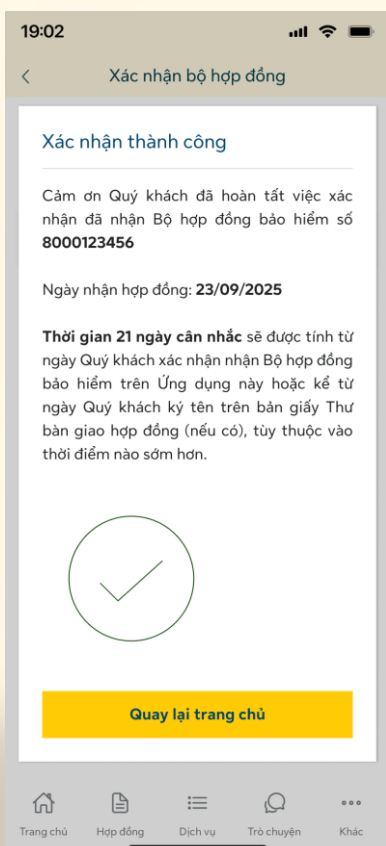 19:02
Xác nhận bộ hợp đồng
Xác nhận thành công
Cảm ơn Quý khách đã hoàn tất việc xác
nhận đã nhận Bộ hợp đồng bảo hiểm số
8000123456
Ngày nhận hợp đồng: 23/09/2025
Thời gian 21 ngày cân nhắc sẽ được tính từ
ngày Quý khách xác nhận nhận Bộ hợp đồng
bảo hiểm trên Ứng dụng này hoặc kể từ
ngày Quý khách ký tên trên bản giấy Thư
bàn giao hợp đồng (nếu có), tùy thuộc vào
thời điểm nào sớm hơn.
Quay lại trang chủ
Trang chủ Hợp đồng Dịch vụ Trò chuyện Khác